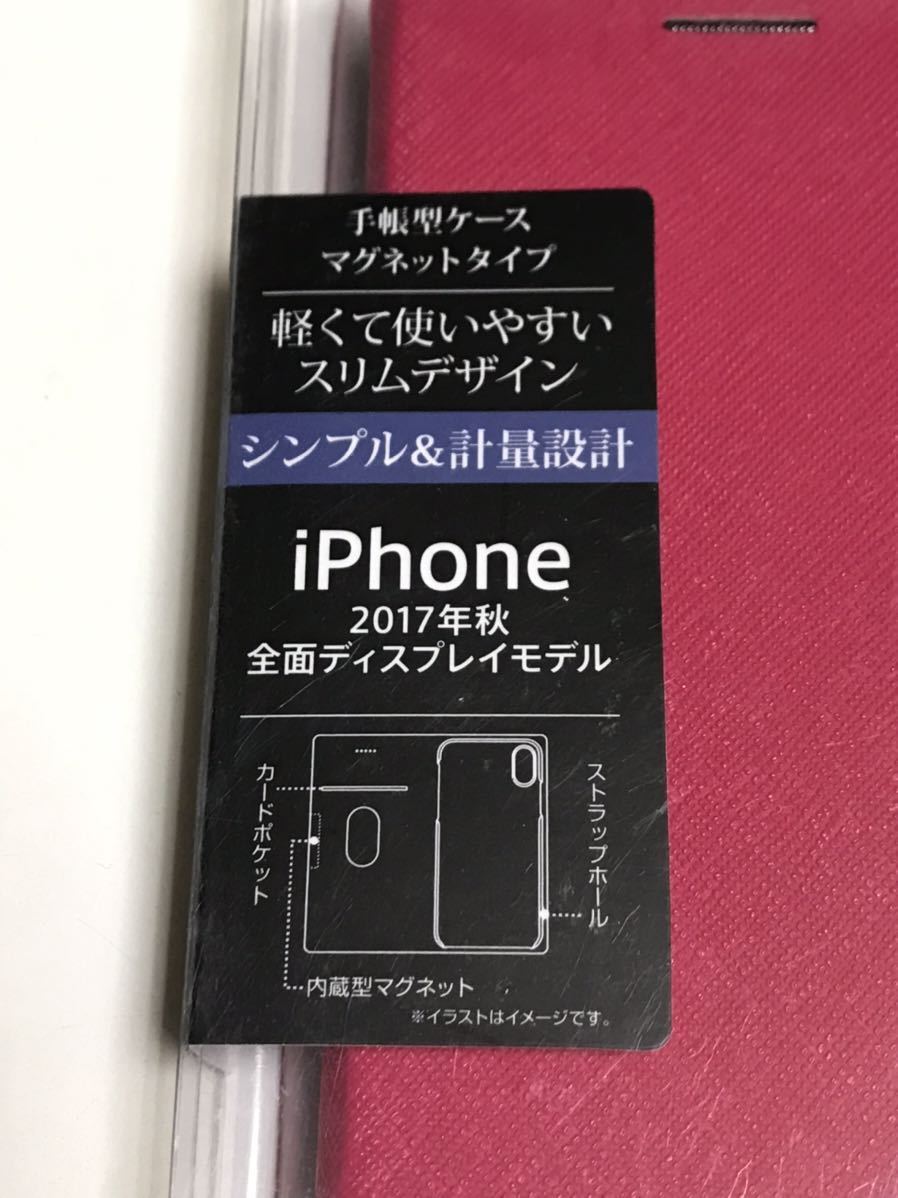 手帳型ケース
マグネットタイプ
軽くて使いやすい
スリムデザイン
シンプル&計量設計
iPhone
2017年秋
全面ディスプレイモデル
カードポケット
ストラップホール
内蔵型マグネット
※イラストはイメージです。